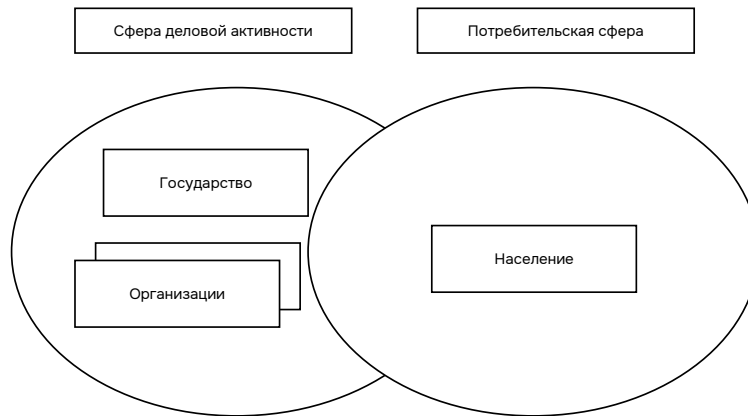 Сфера деловой активности
Потребительская сфера
Государство
Население
Организации